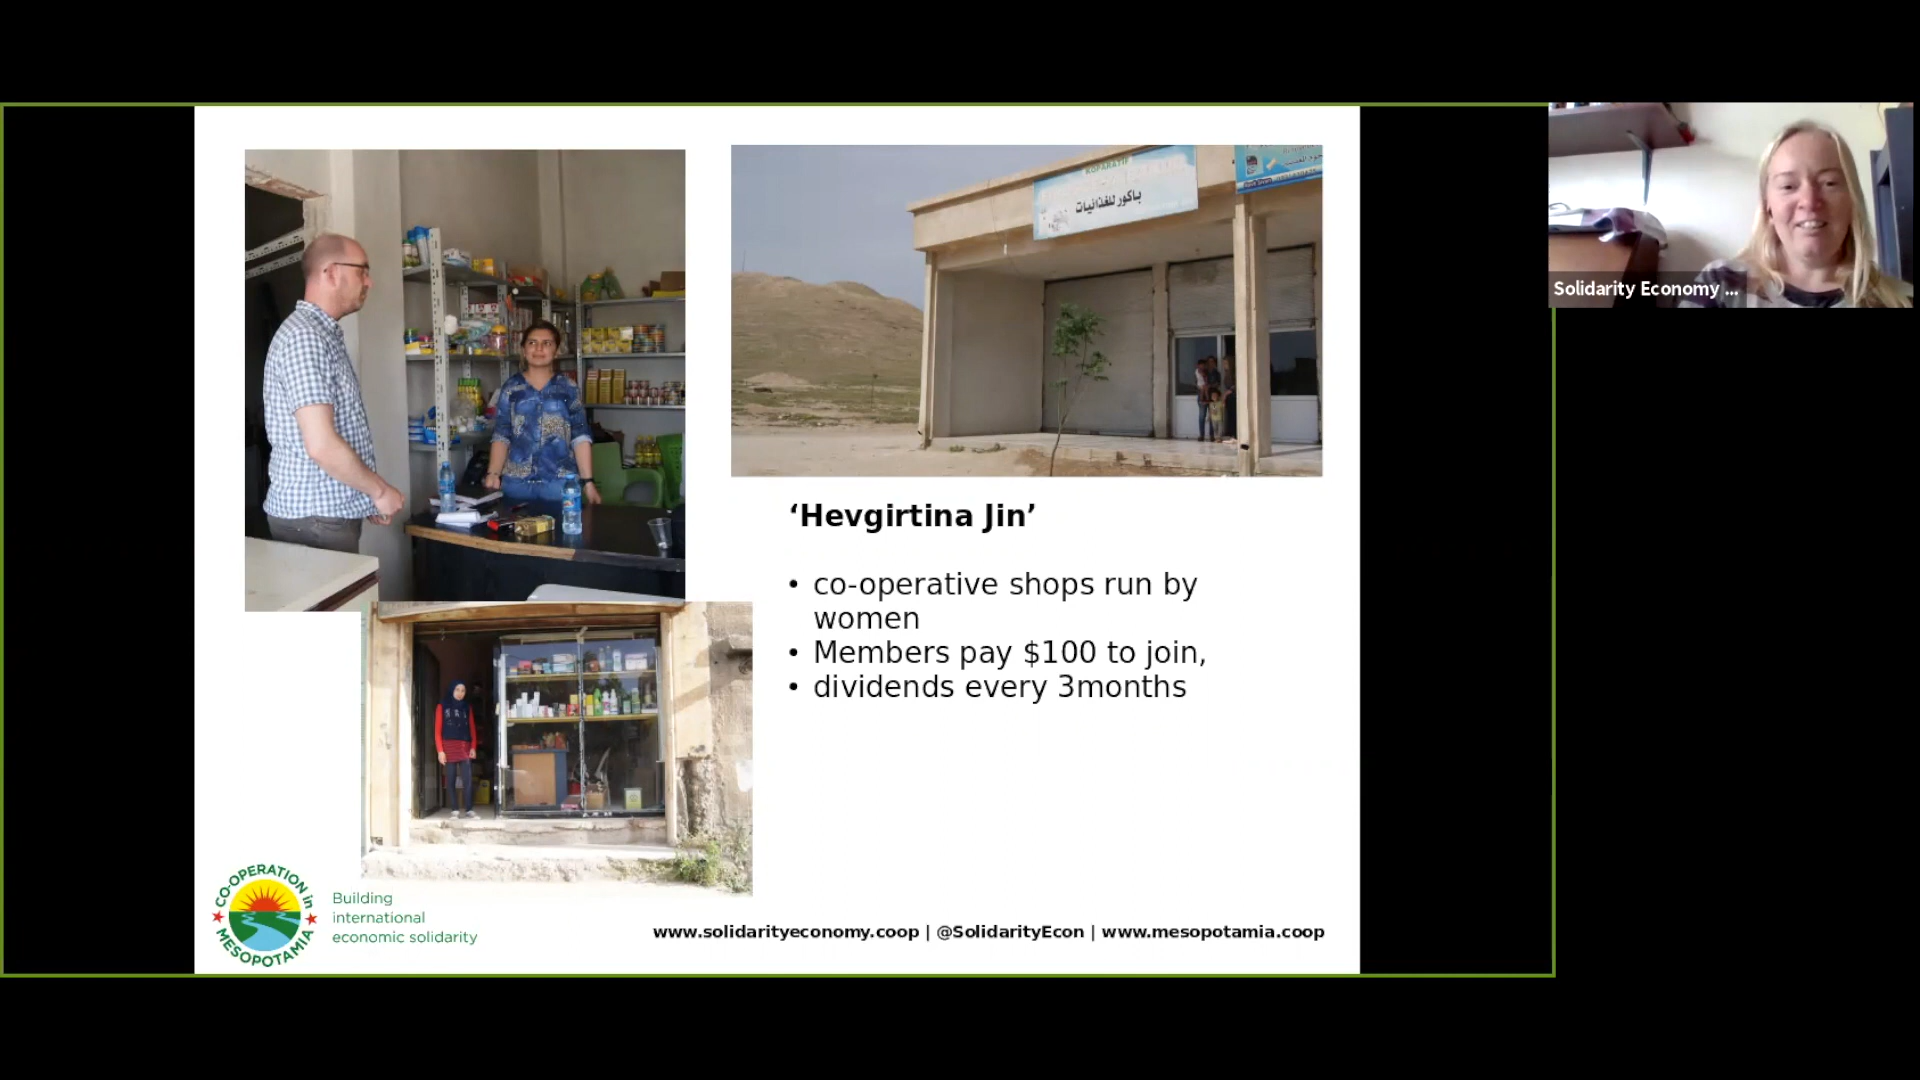 KOPARATIF
باكور للغذائيات
Solidarity Economy ...
‘Hevgirtina Jin’
• co-operative shops run by
women
• Members pay $100 to join,
• dividends every 3months
CO-OPERATION in
MESOPOTAMIA
Building
international
economic solidarity
www.solidarityeconomy.coop | @SolidarityEcon | www.mesopotamia.coop